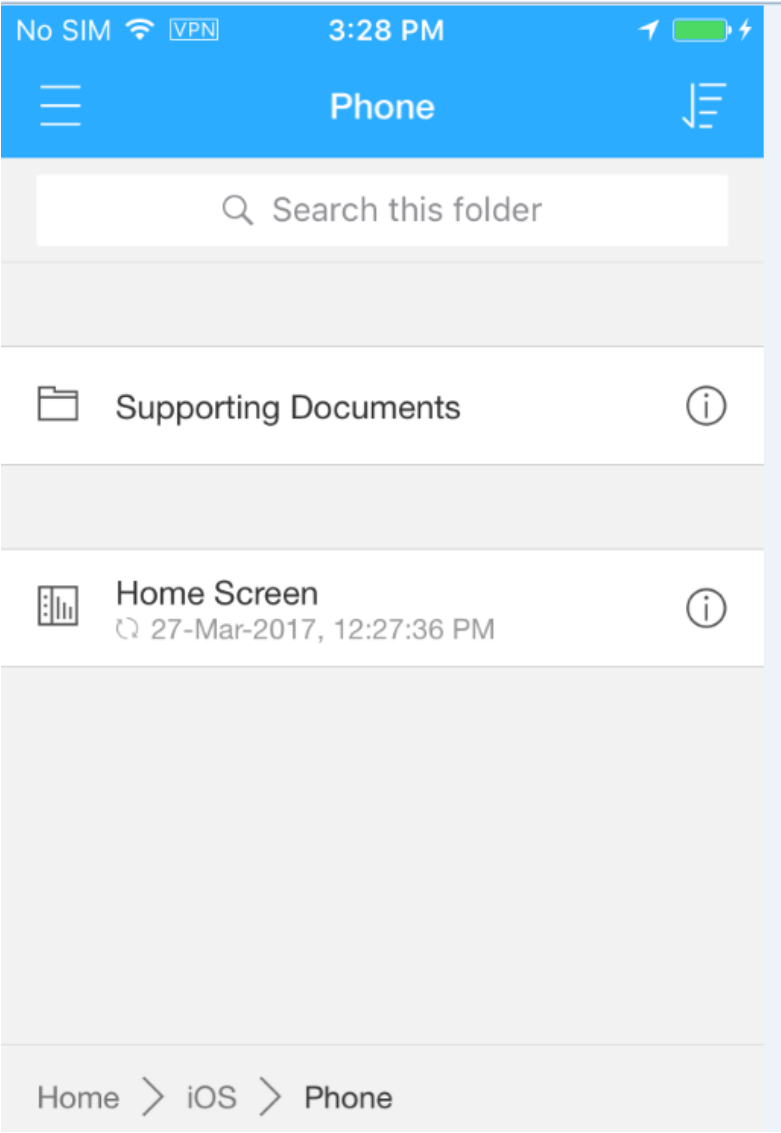 No SIM VPN 3:28 PM
Phone
Search this folder
Supporting Documents
Home Screen
27-Mar-2017, 12:27:36 PM
Home iOS Phone